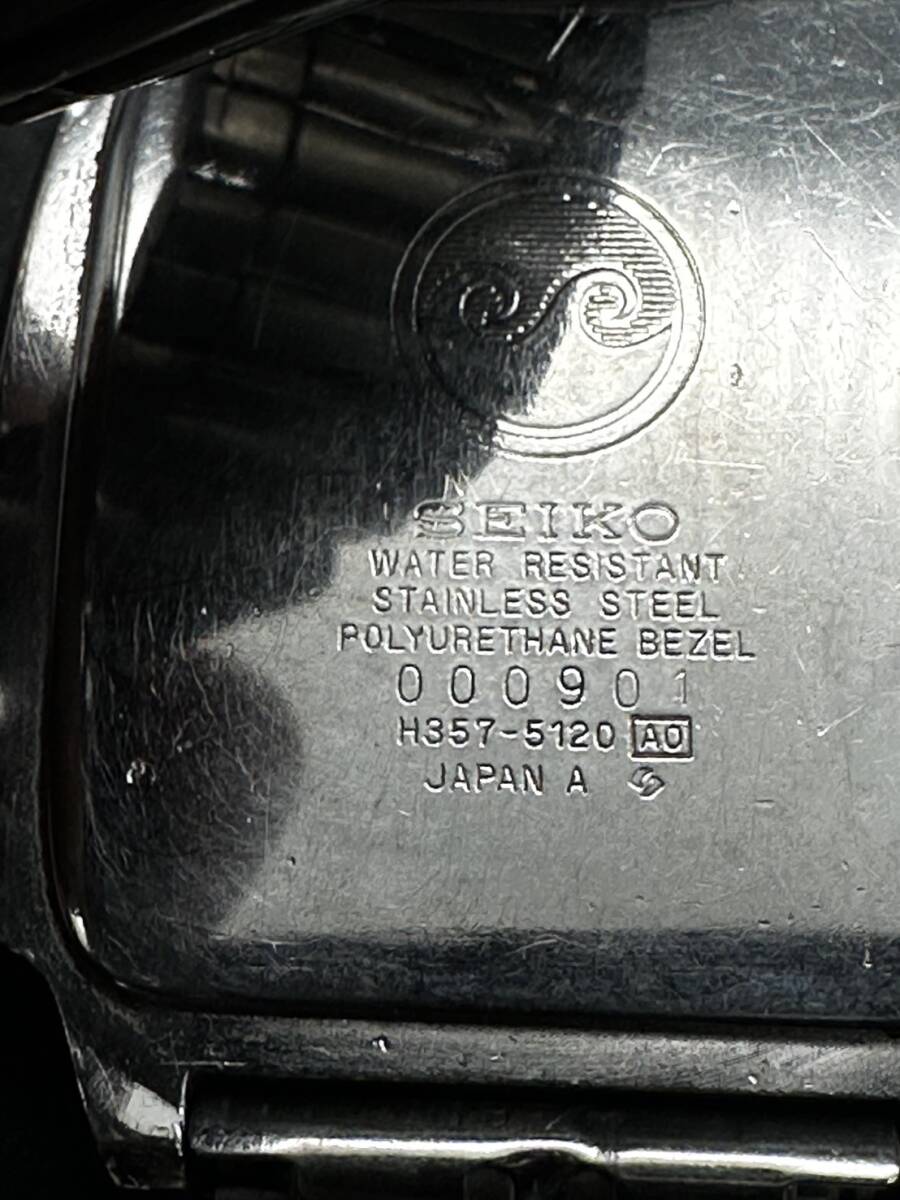 SEIKO
WATER RESISTANT
STAINLESS STEEL
POLYURETHANE BEZEL
000901
H357-5120 A0
JAPAN A